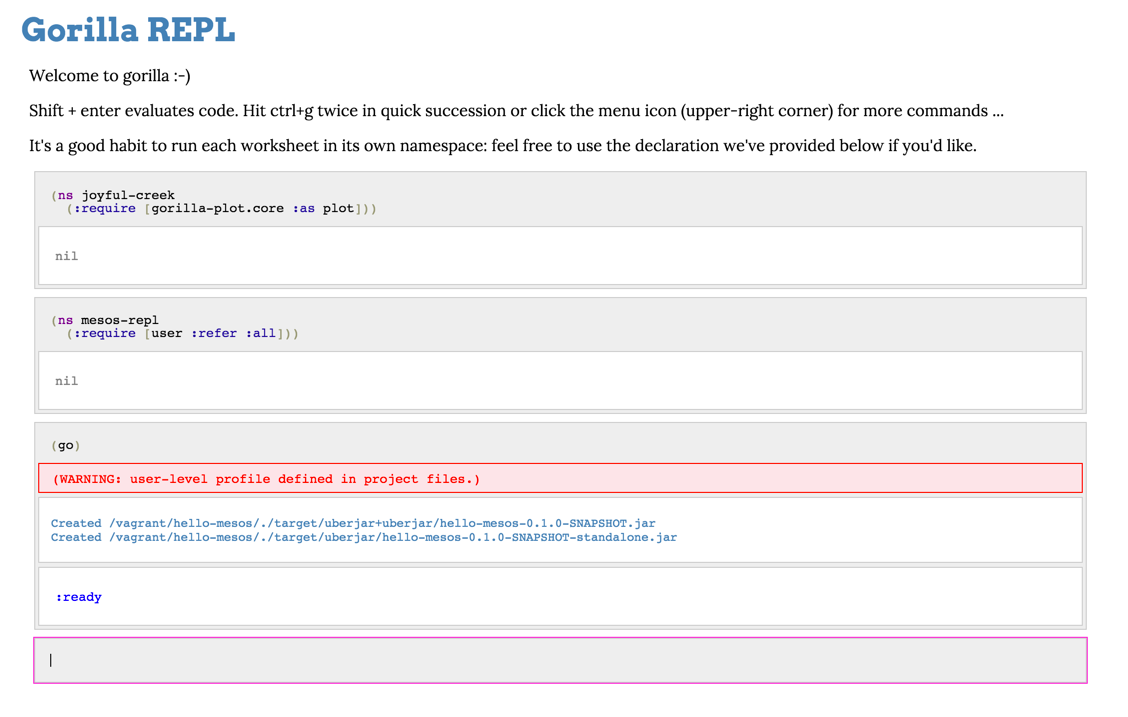 Gorilla REPL
Welcome to gorilla :-)
Shift + enter evaluates code. Hit ctrl+g twice in quick succession or click the menu icon (upper-right corner) for more commands ...
It's a good habit to run each worksheet in its own namespace: feel free to use the declaration we've provided below if you'd like.
(ns joyful-creek
  (:require [gorilla-plot.core :as plot]))
nil
(ns mesos-repl
  (:require [user :refer :all]))
nil
(go)
(WARNING: user-level profile defined in project files.)
Created /vagrant/hello-mesos/./target/uberjar+uberjar/hello-mesos-0.1.0-SNAPSHOT.jar
Created /vagrant/hello-mesos/./target/uberjar/hello-mesos-0.1.0-SNAPSHOT-standalone.jar
:ready